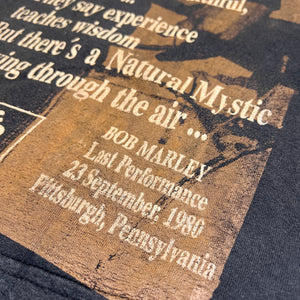 hey say experience
teaches wisdom
But there's a Natural Mystic
ing through the air ...
BOB MARLEY
Last Performance
23 September, 1980
Pittsburgh, Pennsylvania